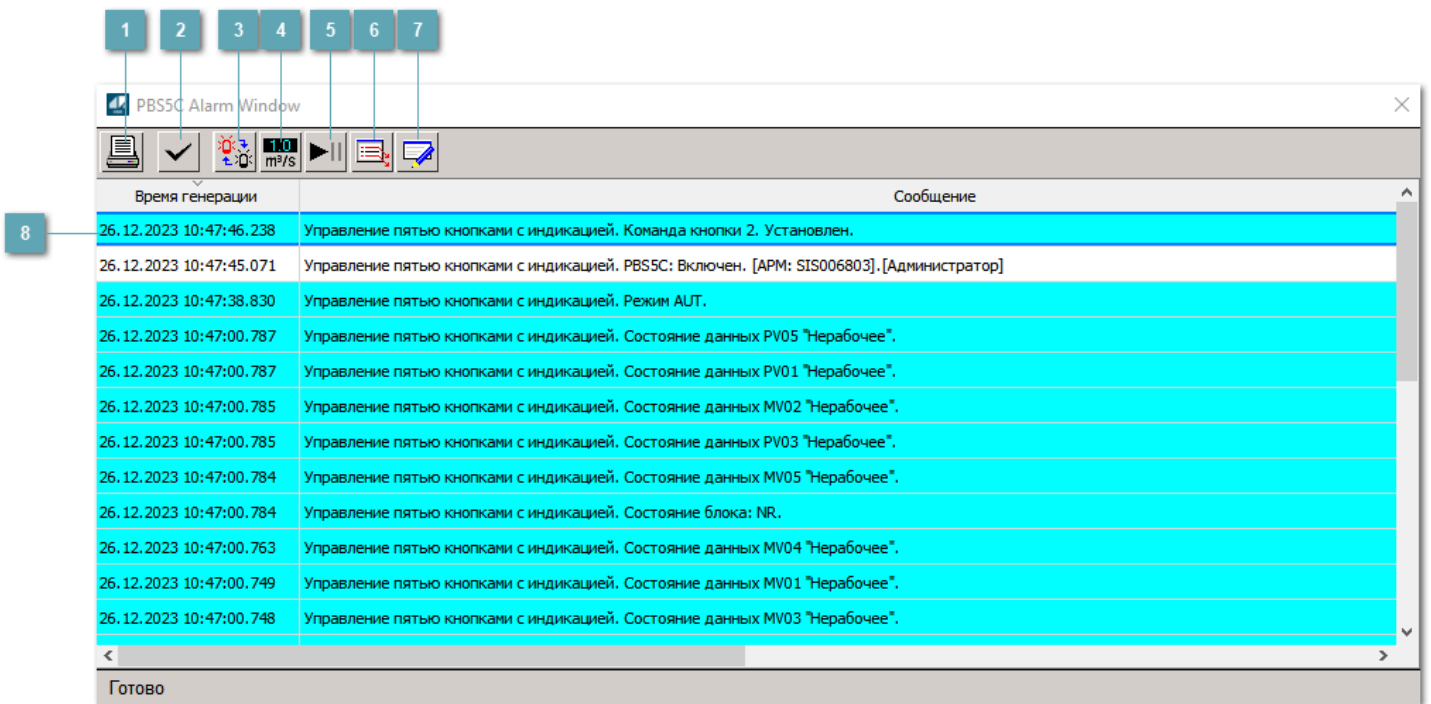 1 2 3 4 5 6 7
PBS5C Alarm Window
1.0
m³/s
Время генерации Сообщение
8
26.12.2023 10:47:46.238 Управление пятью кнопками с индикацией. Команда кнопки 2. Установлен.
26.12.2023 10:47:45.071 Управление пятью кнопками с индикацией. PBS5C: Включен. [АРМ: SIS006803].[Администратор]
26.12.2023 10:47:38.830 Управление пятью кнопками с индикацией. Режим AUT.
26.12.2023 10:47:00.787 Управление пятью кнопками с индикацией. Состояние данных PV05 "Нерабочее".
26.12.2023 10:47:00.787 Управление пятью кнопками с индикацией. Состояние данных PV01 "Нерабочее".
26.12.2023 10:47:00.785 Управление пятью кнопками с индикацией. Состояние данных MV02 "Нерабочее".
26.12.2023 10:47:00.785 Управление пятью кнопками с индикацией. Состояние данных PV03 "Нерабочее".
26.12.2023 10:47:00.784 Управление пятью кнопками с индикацией. Состояние данных MV05 "Нерабочее".
26.12.2023 10:47:00.784 Управление пятью кнопками с индикацией. Состояние блока: NR.
26.12.2023 10:47:00.763 Управление пятью кнопками с индикацией. Состояние данных MV04 "Нерабочее".
26.12.2023 10:47:00.749 Управление пятью кнопками с индикацией. Состояние данных MV01 "Нерабочее".
26.12.2023 10:47:00.748 Управление пятью кнопками с индикацией. Состояние данных MV03 "Нерабочее".
Готово